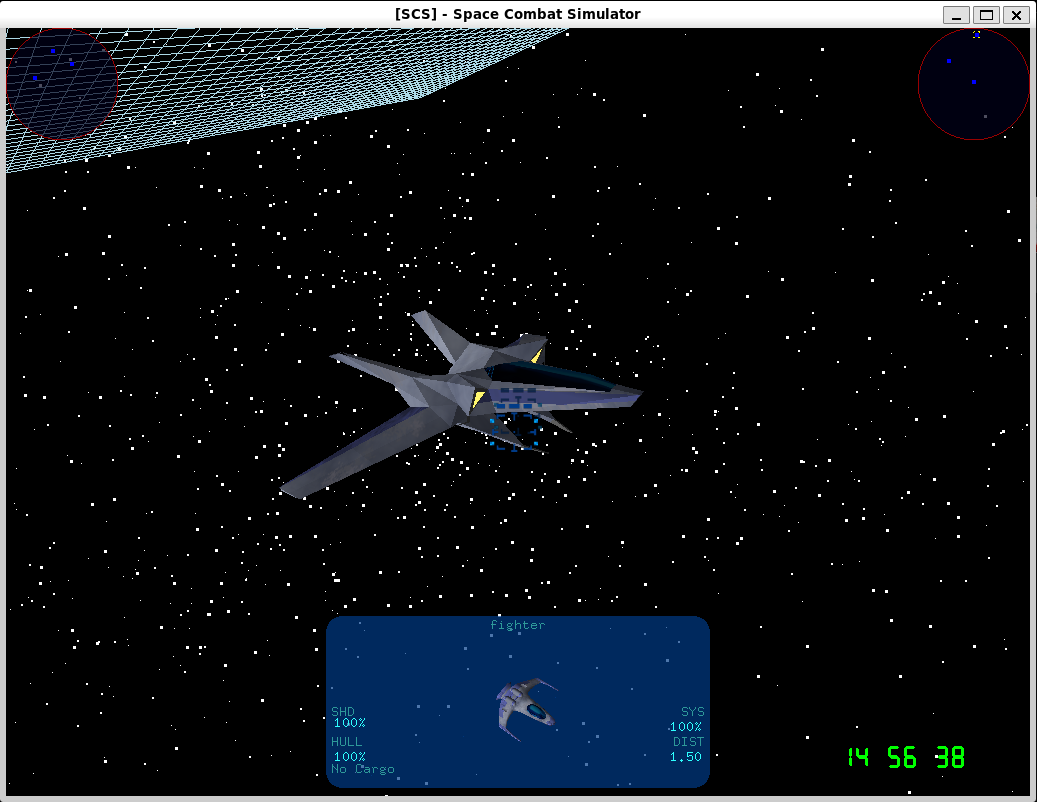 [SCS] - Space Combat Simulator
fighter
SHD
100%
SYS
100%
HULL
100%
DIST
1.50
No Cargo
14 56 38